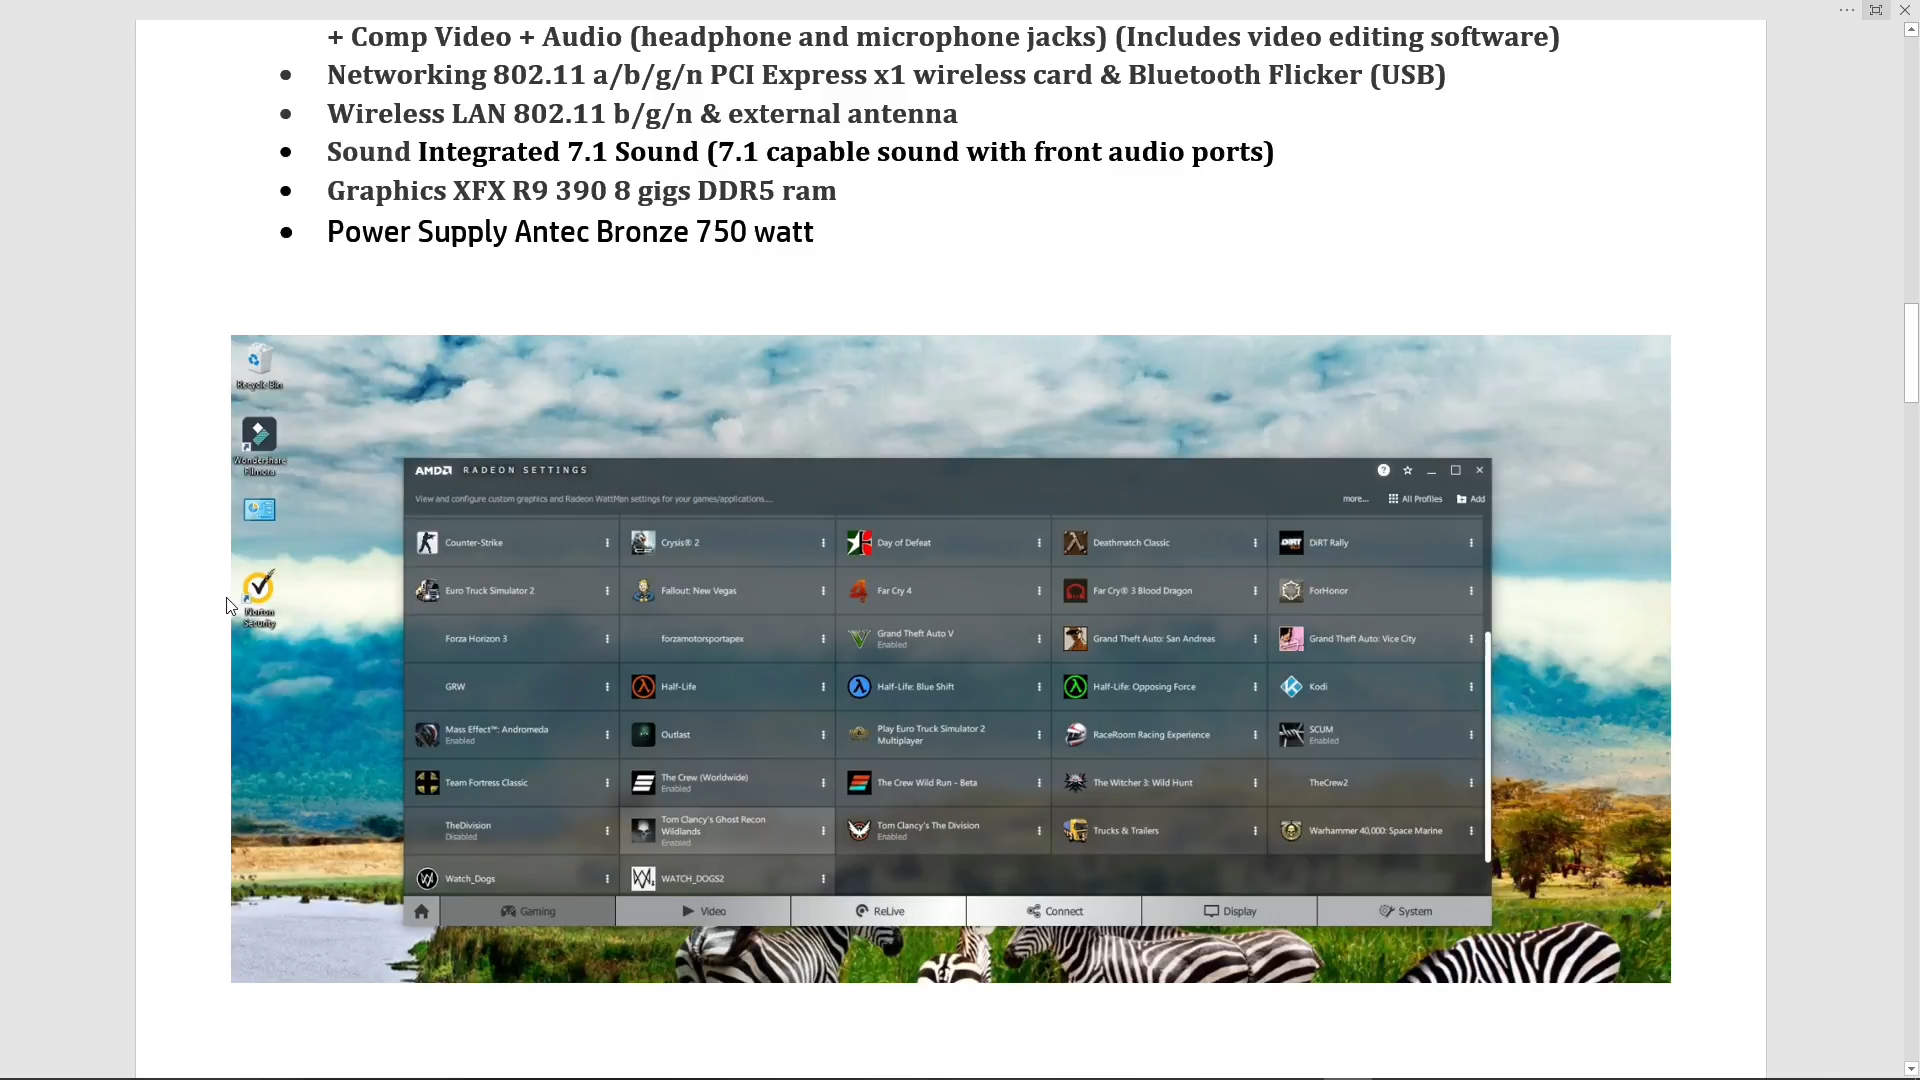 + Comp Video + Audio (headphone and microphone jacks) (Includes video editing software)
• Networking 802.11 a/b/g/n PCI Express x1 wireless card & Bluetooth Flicker (USB)
• Wireless LAN 802.11 b/g/n & external antenna
• Sound Integrated 7.1 Sound (7.1 capable sound with front audio ports)
• Graphics XFX R9 390 8 gigs DDR5 ram
• Power Supply Antec Bronze 750 watt
Recycle Bin
Wondershare
Filmora
Norton
Security
AMD RADEON SETTINGS
View and configure custom graphics and Radeon WattMan settings for your games/applications....
more... All Profiles Add
Counter-Strike
Crysis® 2
Day of Defeat
Deathmatch Classic
DiRT Rally
Euro Truck Simulator 2
Fallout: New Vegas
Far Cry 4
Far Cry® 3 Blood Dragon
ForHonor
Forza Horizon 3
forzamotorsportapex
Grand Theft Auto V
Enabled
Grand Theft Auto: San Andreas
Grand Theft Auto: Vice City
GRW
Half-Life
Half-Life: Blue Shift
Half-Life: Opposing Force
Kodi
Mass Effect™: Andromeda
Enabled
Outlast
Play Euro Truck Simulator 2
Multiplayer
RaceRoom Racing Experience
SCUM
Enabled
Team Fortress Classic
The Crew (Worldwide)
Enabled
The Crew Wild Run - Beta
The Witcher 3: Wild Hunt
TheCrew2
TheDivision
Disabled
Tom Clancy's Ghost Recon
Wildlands
Enabled
Tom Clancy's The Division
Enabled
Trucks & Trailers
Warhammer 40,000: Space Marine
Watch_Dogs
WATCH_DOGS2
Gaming Video ReLive Connect Display System